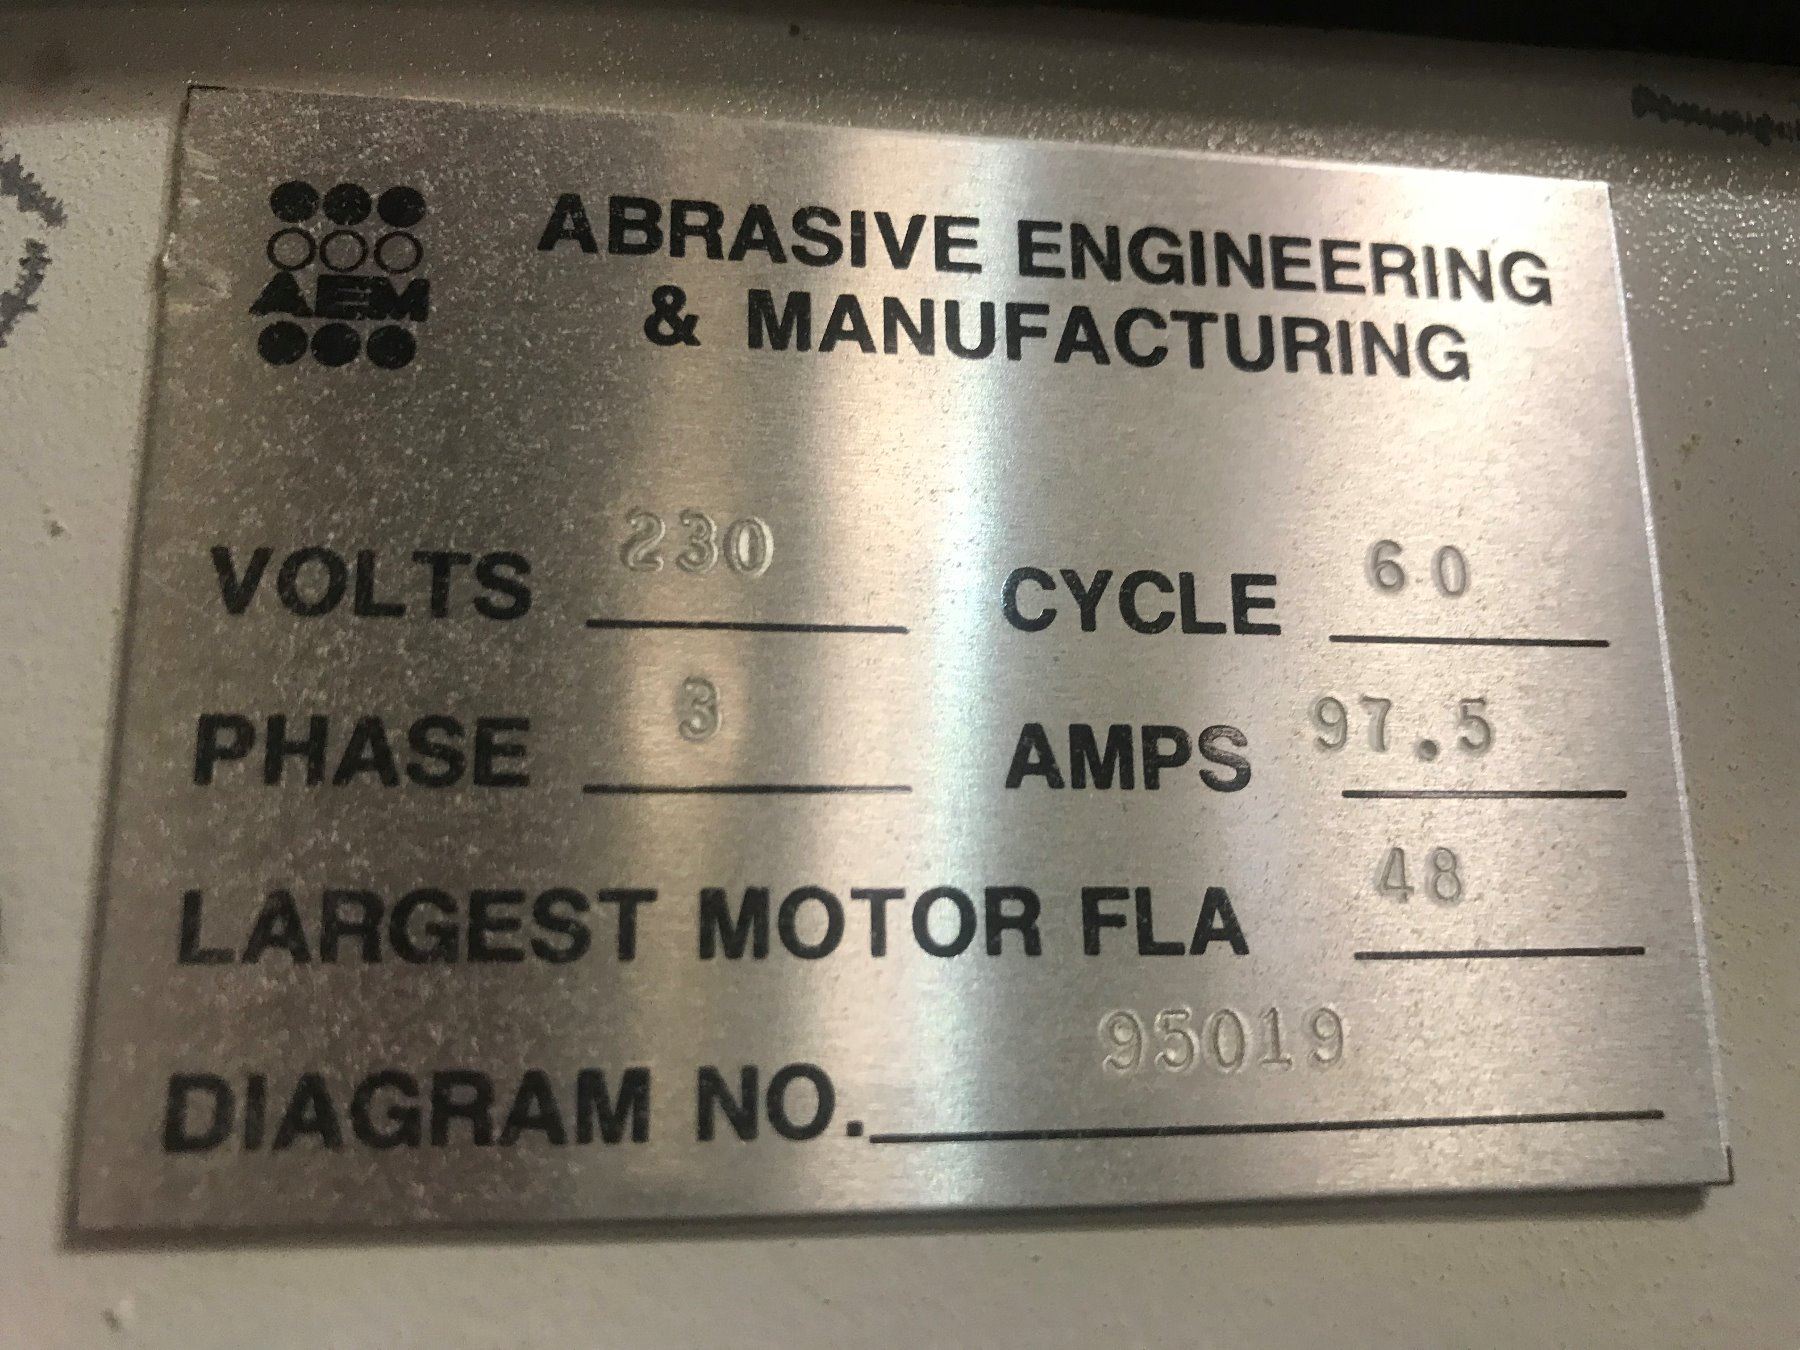 AEM
ABRASIVE ENGINEERING
& MANUFACTURING
VOLTS 230 CYCLE 60
PHASE 3 AMPS 97.5
LARGEST MOTOR FLA 48
DIAGRAM NO. 95019